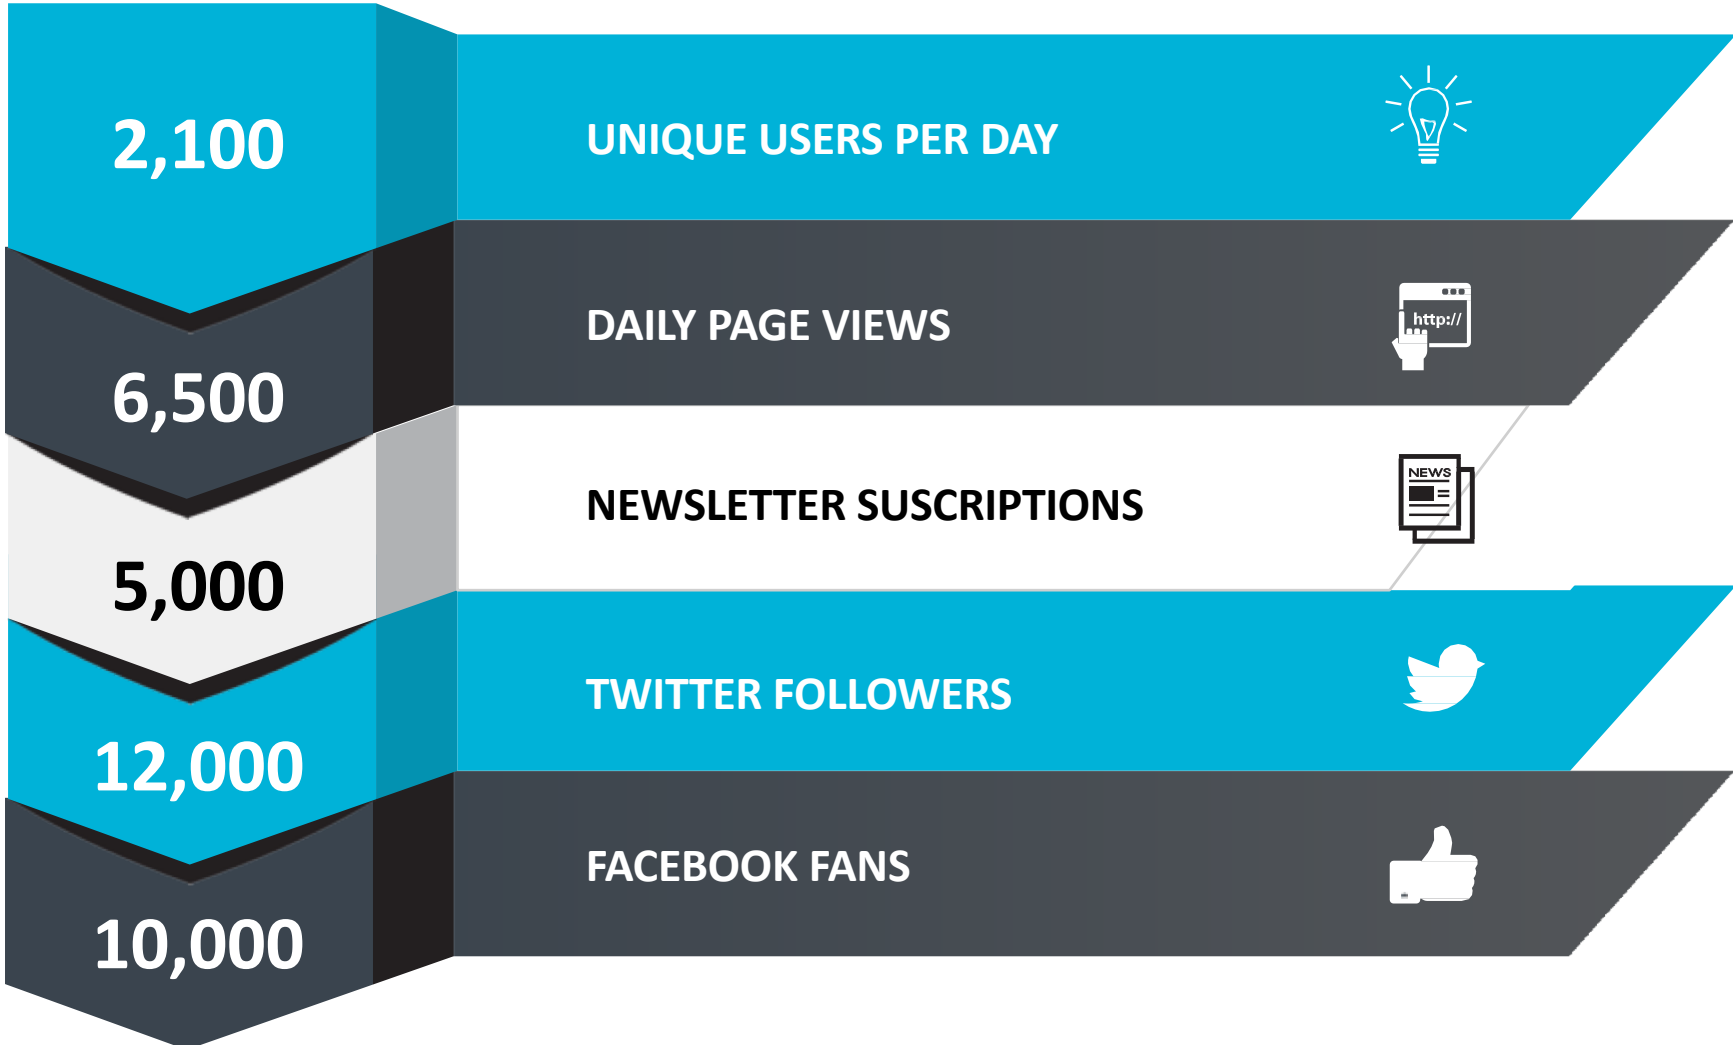 2,100
UNIQUE USERS PER DAY
6,500
DAILY PAGE VIEWS
http://
5,000
NEWSLETTER SUSCRIPTIONS
NEWS
12,000
TWITTER FOLLOWERS
10,000
FACEBOOK FANS